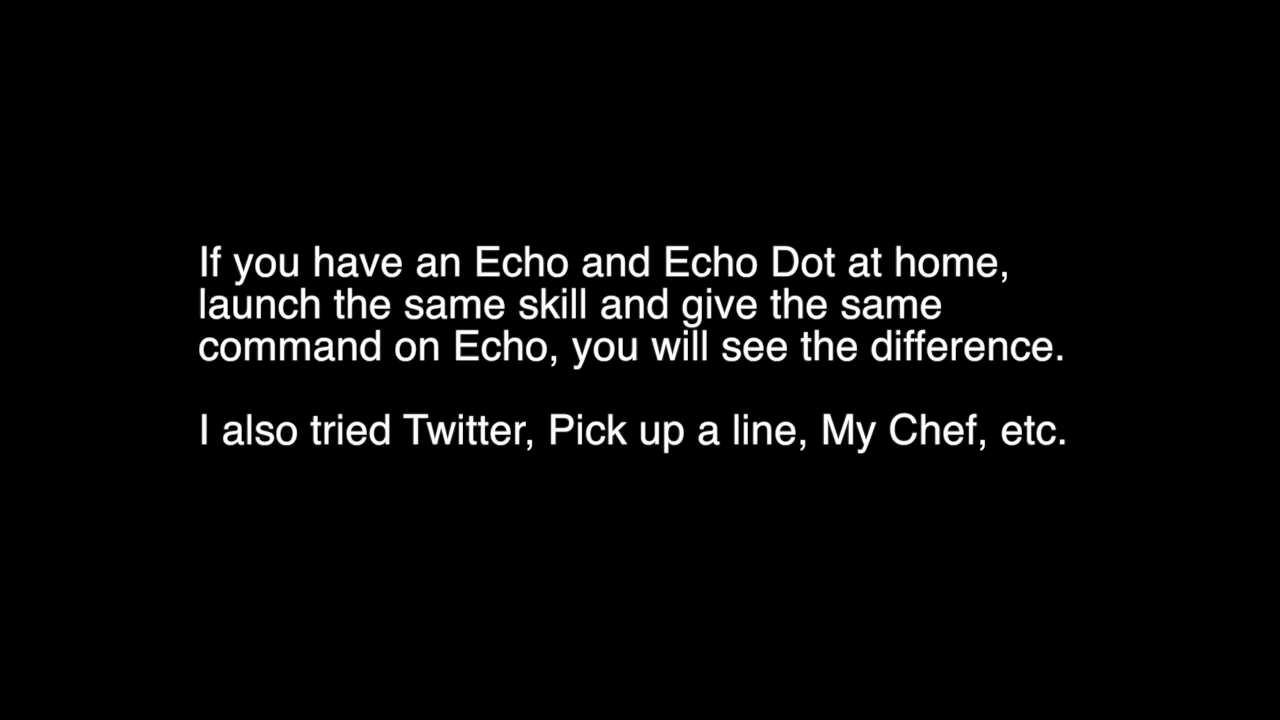 If you have an Echo and Echo Dot at home,
launch the same skill and give the same
command on Echo, you will see the difference.
I also tried Twitter, Pick up a line, My Chef, etc.